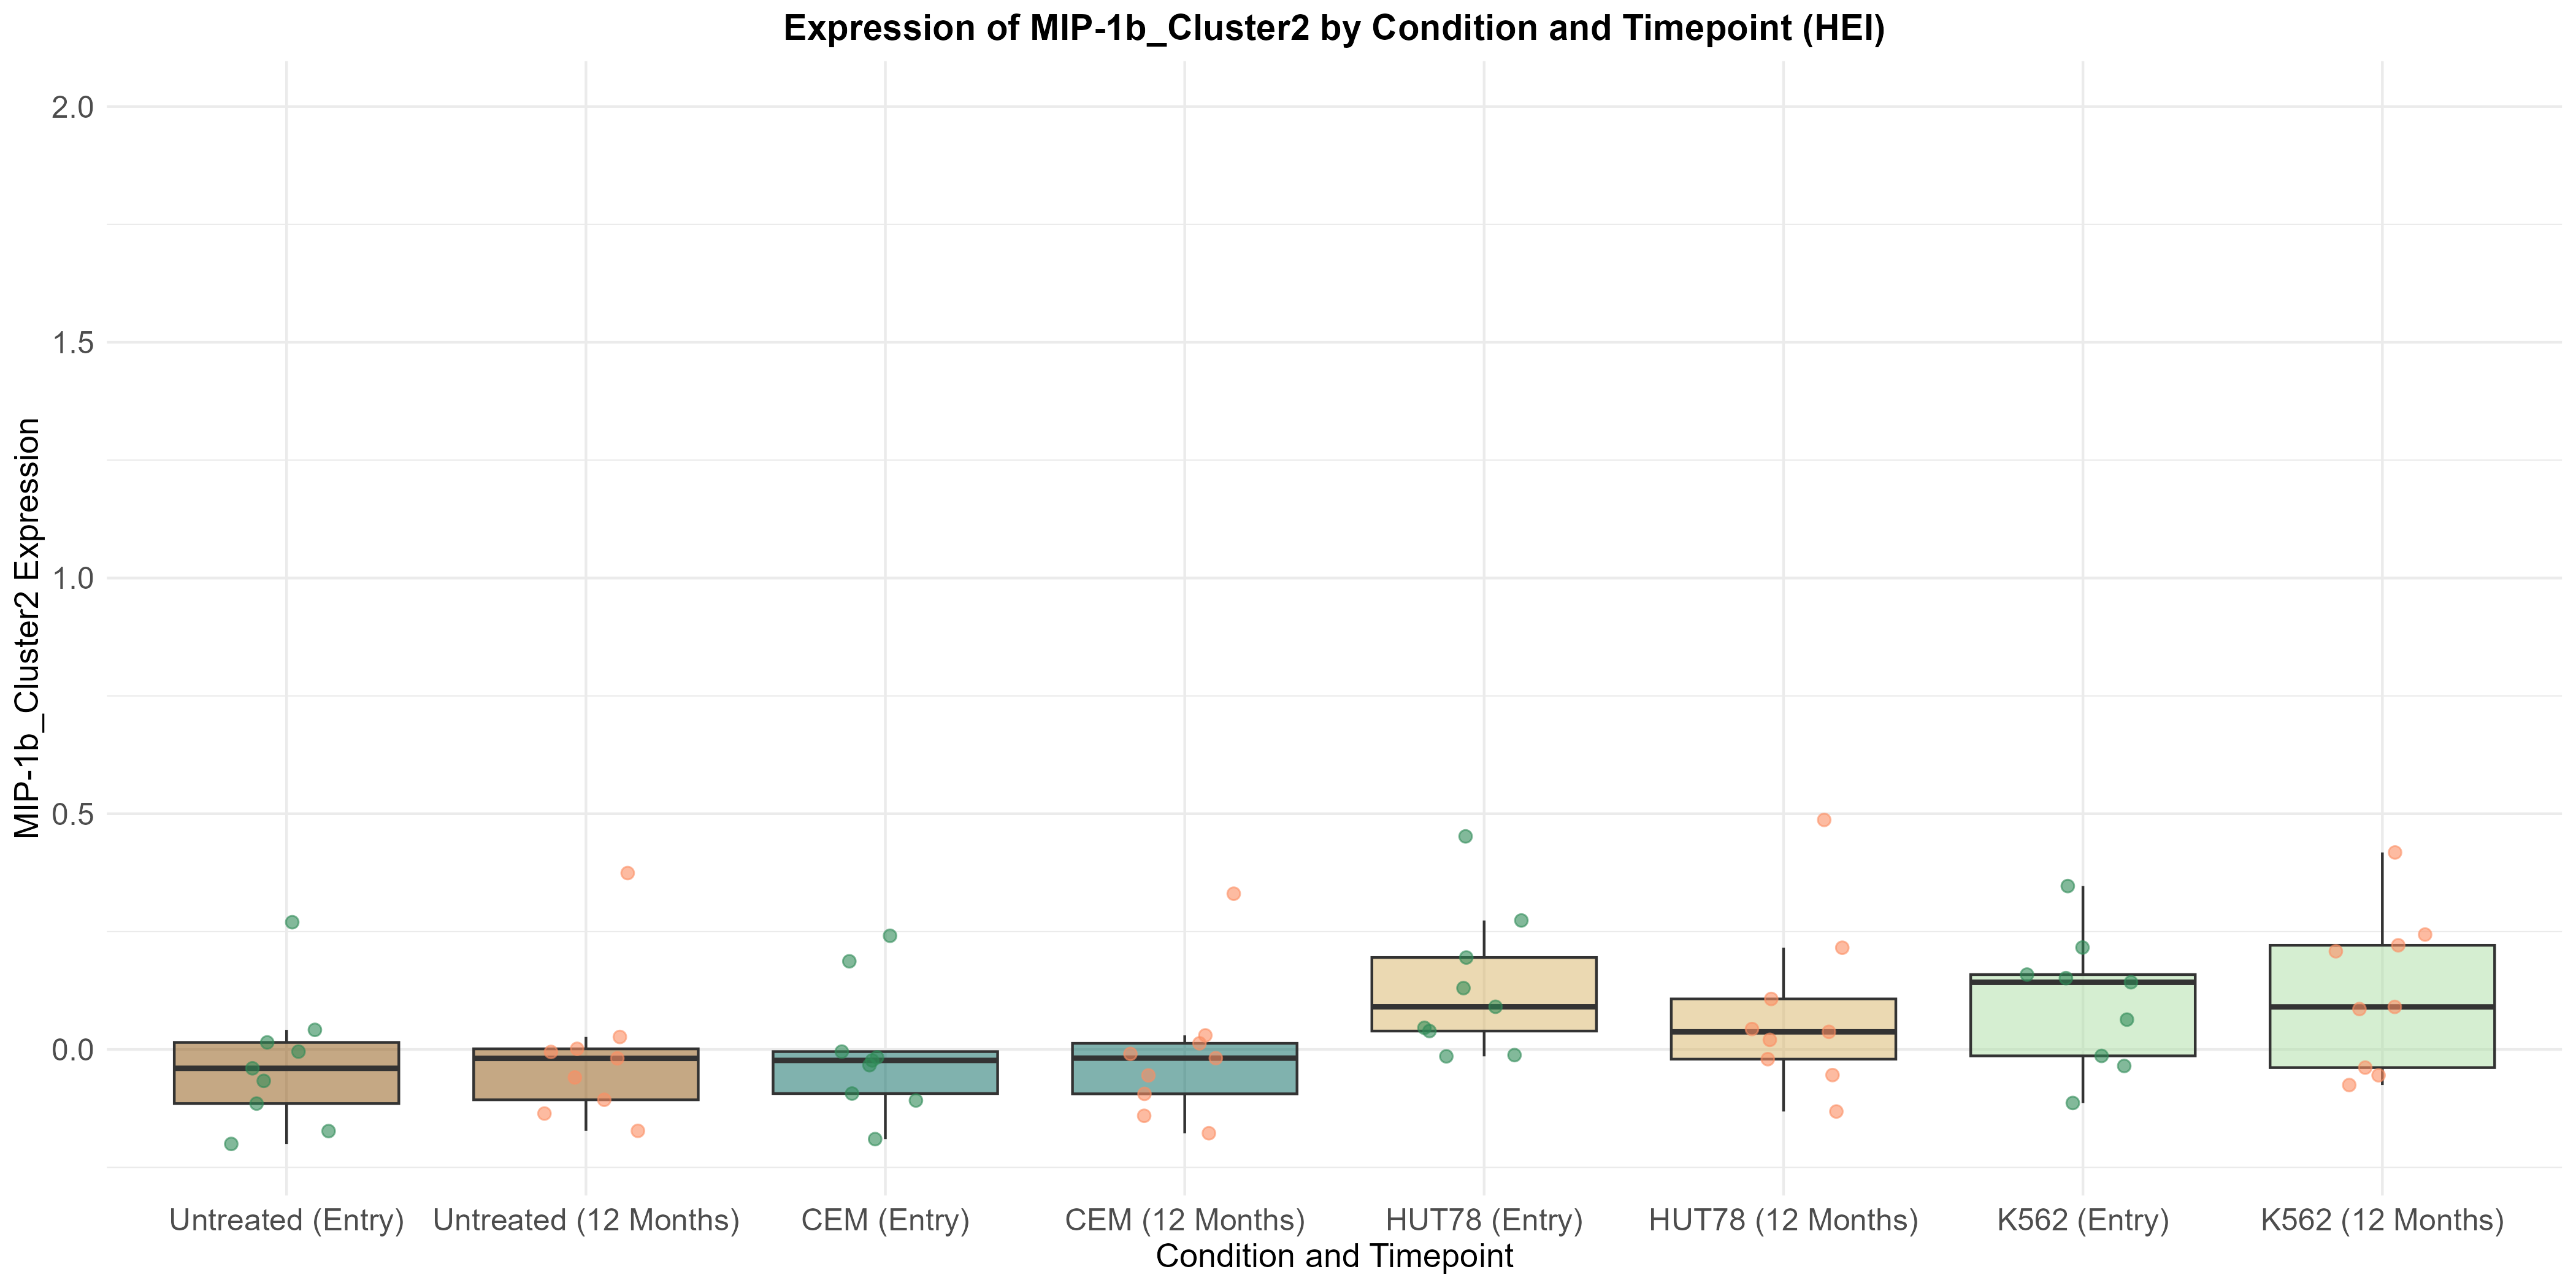 Expression of MIP-1b_Cluster2 by Condition and Timepoint (HEI)
MIP-1b_Cluster2 Expression
2.0
1.5
1.0
0.5
0.0
Untreated (Entry)
Untreated (12 Months)
CEM (Entry)
CEM (12 Months)
HUT78 (Entry)
HUT78 (12 Months)
K562 (Entry)
K562 (12 Months)
Condition and Timepoint